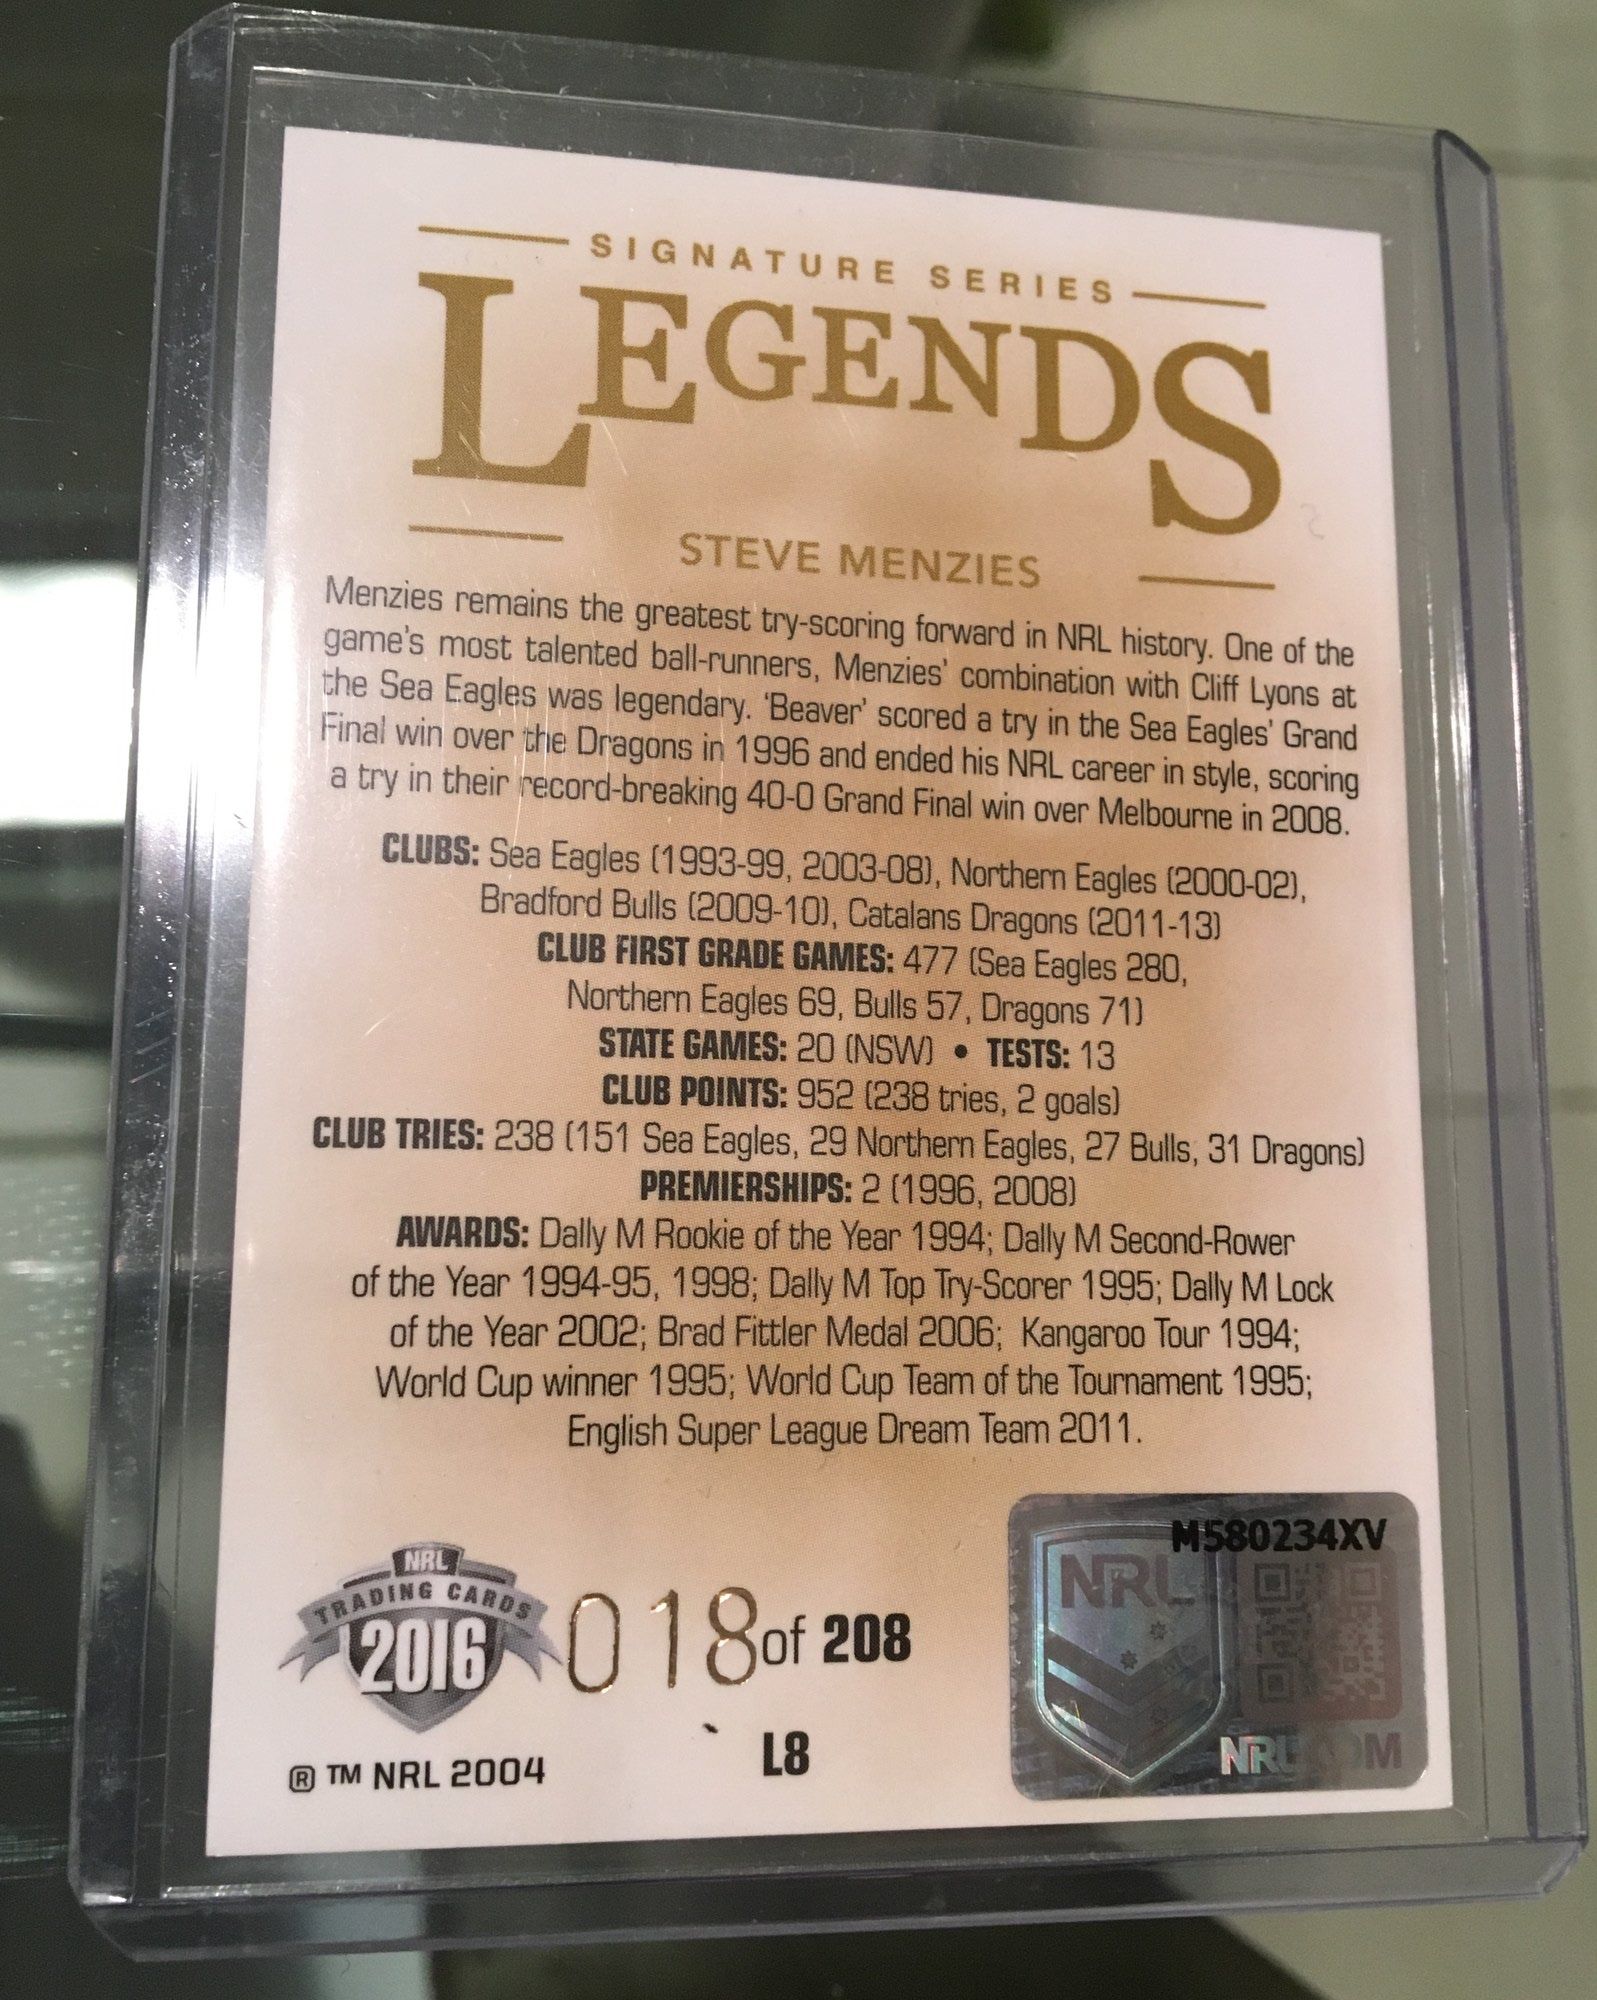 SIGNATURE SERIES
LEGENDS
STEVE MENZIES
Menzies remains the greatest try-scoring forward in NRL history. One of the
game's most talented ball-runners, Menzies' combination with Cliff Lyons at
the Sea Eagles was legendary. 'Beaver' scored a try in the Sea Eagles' Grand
Final win over the Dragons in 1996 and ended his NRL career in style, scoring
a try in their record-breaking 40-0 Grand Final win over Melbourne in 2008.
CLUBS: Sea Eagles (1993-99, 2003-08), Northern Eagles (2000-02),
Bradford Bulls (2009-10), Catalans Dragons (2011-13)
CLUB FIRST GRADE GAMES: 477 (Sea Eagles 280,
Northern Eagles 69, Bulls 57, Dragons 71)
STATE GAMES: 20 (NSW) • TESTS: 13
CLUB POINTS: 952 (238 tries, 2 goals)
CLUB TRIES: 238 (151 Sea Eagles, 29 Northern Eagles, 27 Bulls, 31 Dragons)
PREMIERSHIPS: 2 (1996, 2008)
AWARDS: Dally M Rookie of the Year 1994; Dally M Second-Rower
of the Year 1994-95, 1998; Dally M Top Try-Scorer 1995; Dally M Lock
of the Year 2002; Brad Fittler Medal 2006; Kangaroo Tour 1994;
World Cup winner 1995; World Cup Team of the Tournament 1995;
English Super League Dream Team 2011.
NRL
TRADING CARDS
2016
018 of 208
L8
® TM NRL 2004
M580234XV
NRL
NRL.COM